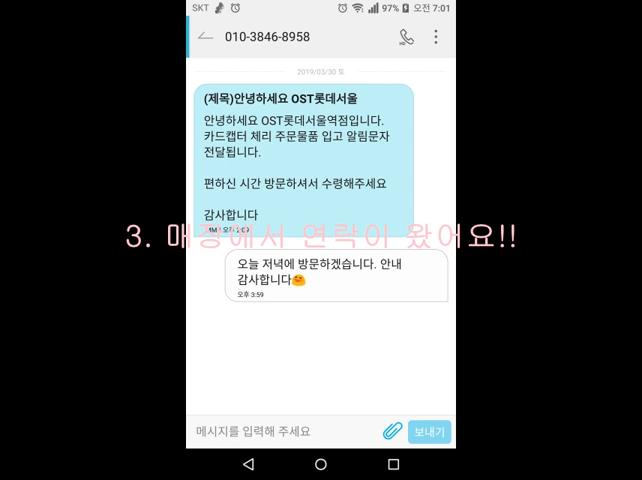 SKT 97% 오전 7:01
010-3846-8958
2019/03/30 토
(제목)안녕하세요 OST롯데서울
안녕하세요 OST롯데서울역점입니다.
카드캡터 체리 주문물품 입고 알림문자
전달됩니다.
편하신 시간 방문하셔서 수령해주세요
감사합니다
3. 매장에서 연락이 왔어요!!
오늘 저녁에 방문하겠습니다. 안내
감사합니다
오후 3:59
메시지를 입력해 주세요
보내기